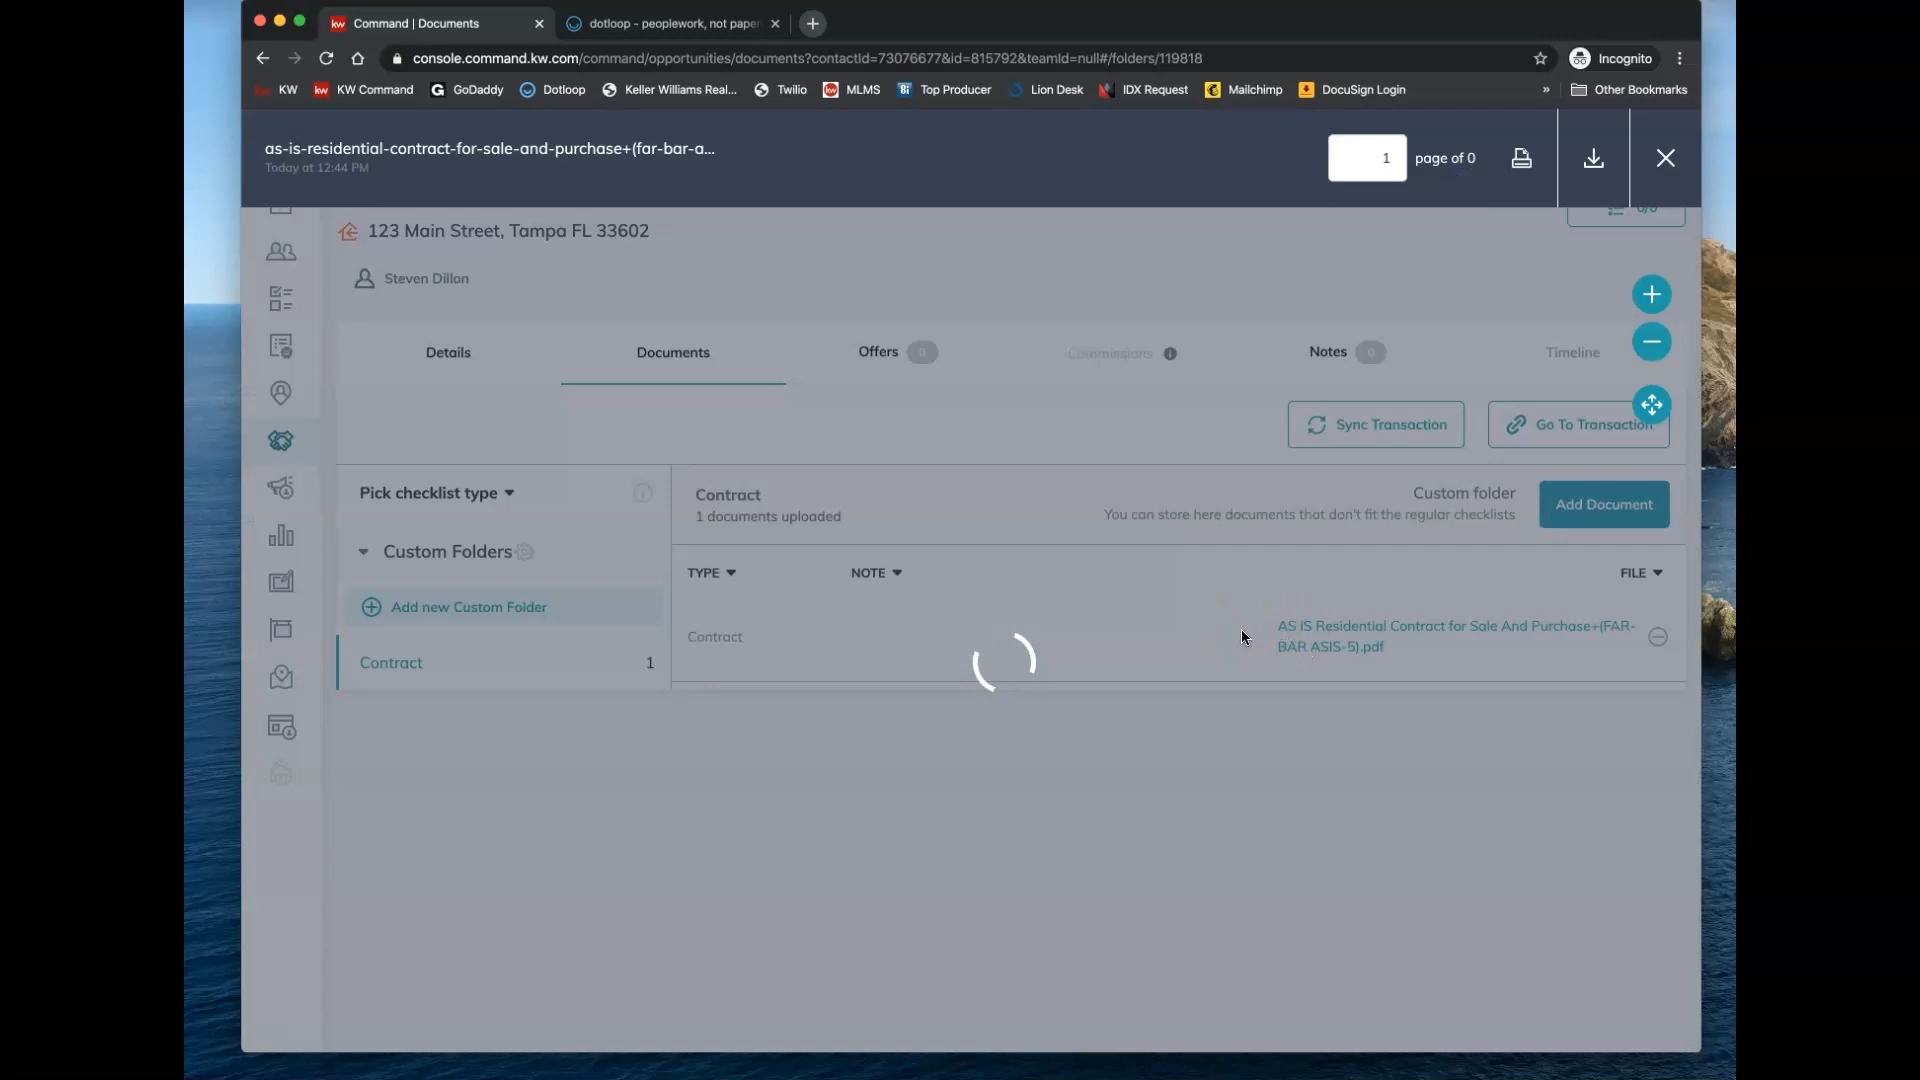 Command | Documents
dotloop - peoplework, not paper
console.command.kw.com/command/opportunities/documents?contactId=73076677&id=815792&teamId=null#/folders/119818
Incognito
KW
kw KW Command
GoDaddy
Dotloop
Keller Williams Real...
Twilio
MLMS
Top Producer
Lion Desk
IDX Request
Mailchimp
DocuSign Login
»
Other Bookmarks
as-is-residential-contract-for-sale-and-purchase+(far-bar-a...
Today at 12:44 PM
1 page of 0
0/0
123 Main Street, Tampa FL 33602
Steven Dillon
Details
Documents
Offers 0
Commissions
Notes 0
Timeline
Sync Transaction
Go To Transaction
Pick checklist type
Contract
1 documents uploaded
Custom folder
You can store here documents that don't fit the regular checklists
Add Document
Custom Folders
TYPE
NOTE
FILE
Add new Custom Folder
Contract
AS iS Residential Contract for Sale And Purchase+(FAR-
BAR ASIS-5).pdf
Contract 1